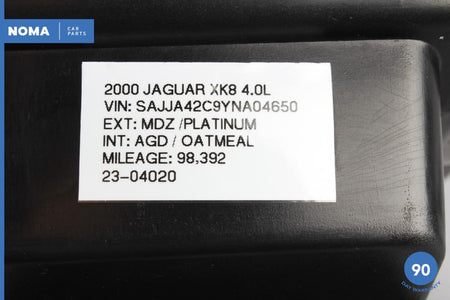 NOMA CAR PARTS
2000 JAGUAR XK8 4.0L
VIN: SAJJA42C9YNA04650
EXT: MDZ /PLATINUM
INT: AGD / OATMEAL
MILEAGE: 98,392
23-04020
90
DAY WARRANTY